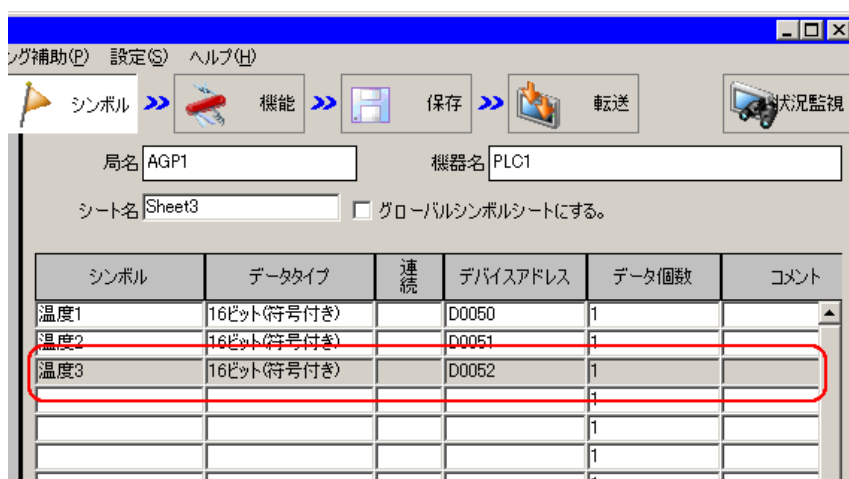 ング補助(P) 設定(S) ヘルプ(H)
シンボル 機能 保存 転送 状況監視
局名 AGP1 機器名 PLC1
シート名 Sheet3 グローバルシンボルシートにする。
シンボル データタイプ 連続 デバイスアドレス データ個数 コメント
温度1 16ビット(符号付き) D0050 1
温度2 16ビット(符号付き) D0051 1
温度3 16ビット(符号付き) D0052 1
1
1
1